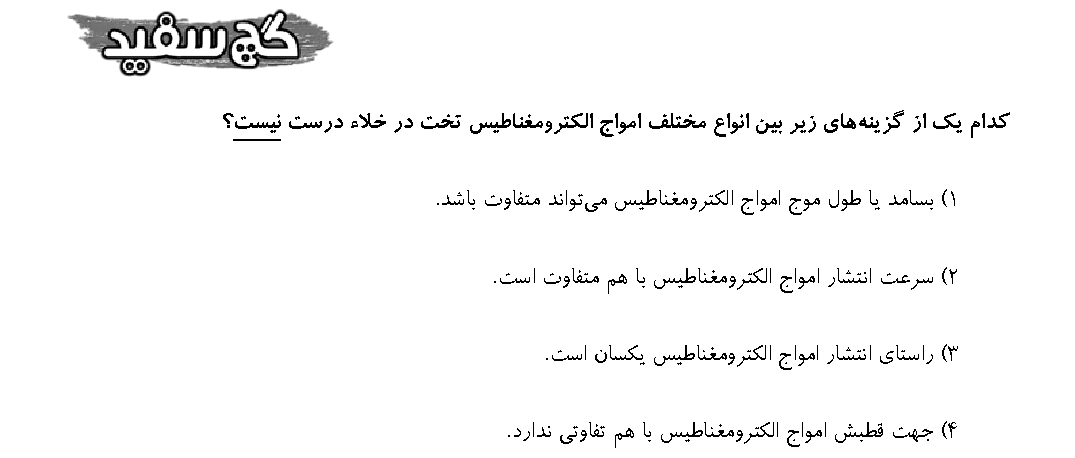 گچ سفید
کدام یک از گزینه‌های زیر بین انواع مختلف امواج الکترومغناطیس تخت در خلاء درست نیست؟
۱) بسامد یا طول موج امواج الکترومغناطیس می‌تواند متفاوت باشد.
۲) سرعت انتشار امواج الکترومغناطیس با هم متفاوت است.
۳) راستای انتشار امواج الکترومغناطیس یکسان است.
۴) جهت قطبش امواج الکترومغناطیس با هم تفاوتی ندارد.